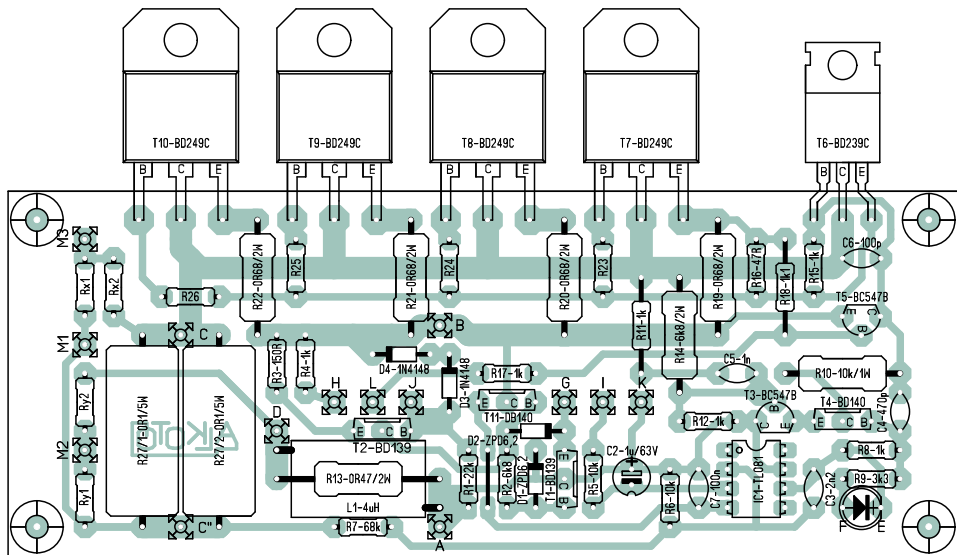 T10-BD249C
T9-BD249C
T8-BD249C
T7-BD249C
T6-BD239C
B C E
B C E
B C E
B C E
B C E
M3
Rx1
Rx2
R26
R22-0R68/2W
R25
R21-0R68/2W
R24
R20-0R68/2W
R23
R19-0R68/2W
R16-47R
R18-1k1
R15-1k
C6-100p
T5-BC547B
E C
B
M1
C
B
R11-1k
R14-6k8/2W
R3-150R
R4-1k
D4-1N4148
D3-1N4148
R17-1k
C5-1n
R10-10k/1W
Ry2
R27/1-0R1/5W
R27/2-0R1/5W
D
H
L
J
G
I
K
E C B
T2-BD139
E C B
T11-DB140
T3-BC547B
B
C E
T4-BD140
E C B
C4-470p
R12-1k
M2
D2-ZPD6,2
C2-1u/63V
R8-1k
R9-3k3
Ry1
R13-0R47/2W
L1-4uH
R1-22k
R2-6k8
D1-ZPD6,2
T1-BD139
E C B
R5-10k
R6-10k
C7-100n
IC1-TL081
C3-2n2
F
E
C"
R7-68k
A